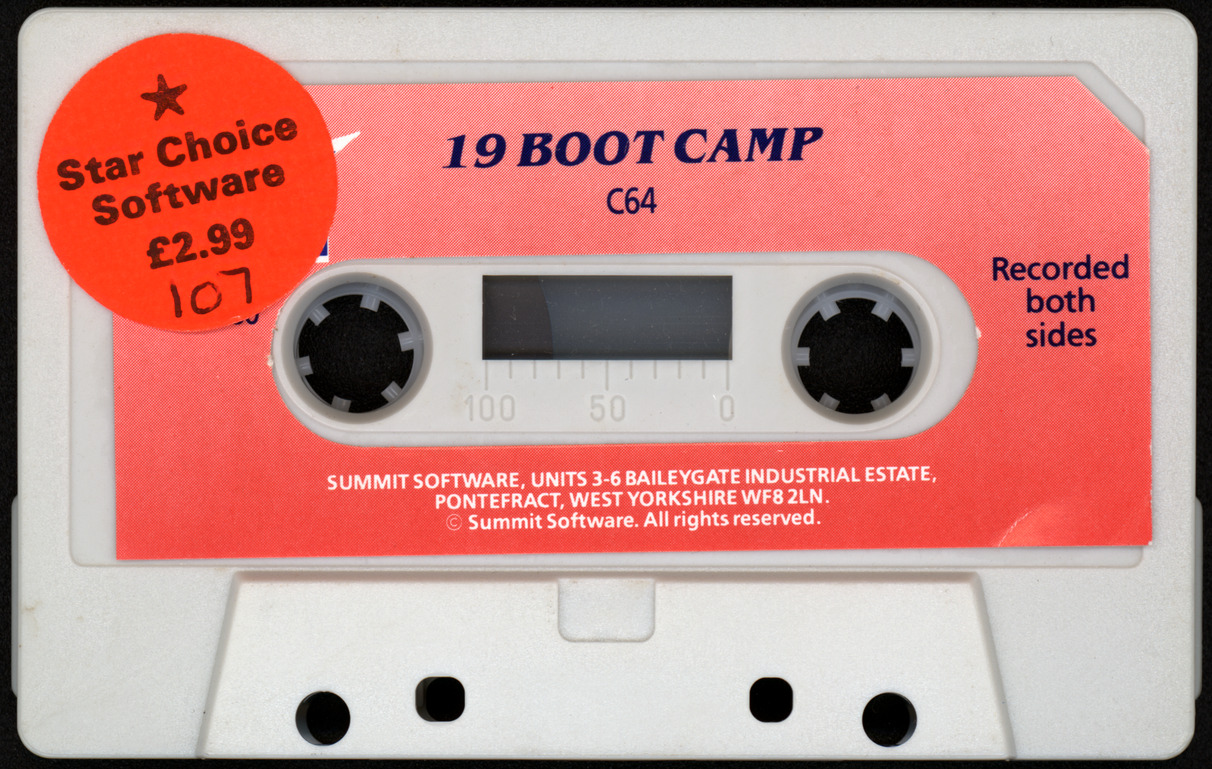 Star Choice
Software
£2.99
107
19 BOOT CAMP
C64
Recorded
both
sides
100 50 0
SUMMIT SOFTWARE, UNITS 3-6 BAILEYGATE INDUSTRIAL ESTATE,
PONTEFRACT, WEST YORKSHIRE WF8 2LN.
© Summit Software. All rights reserved.